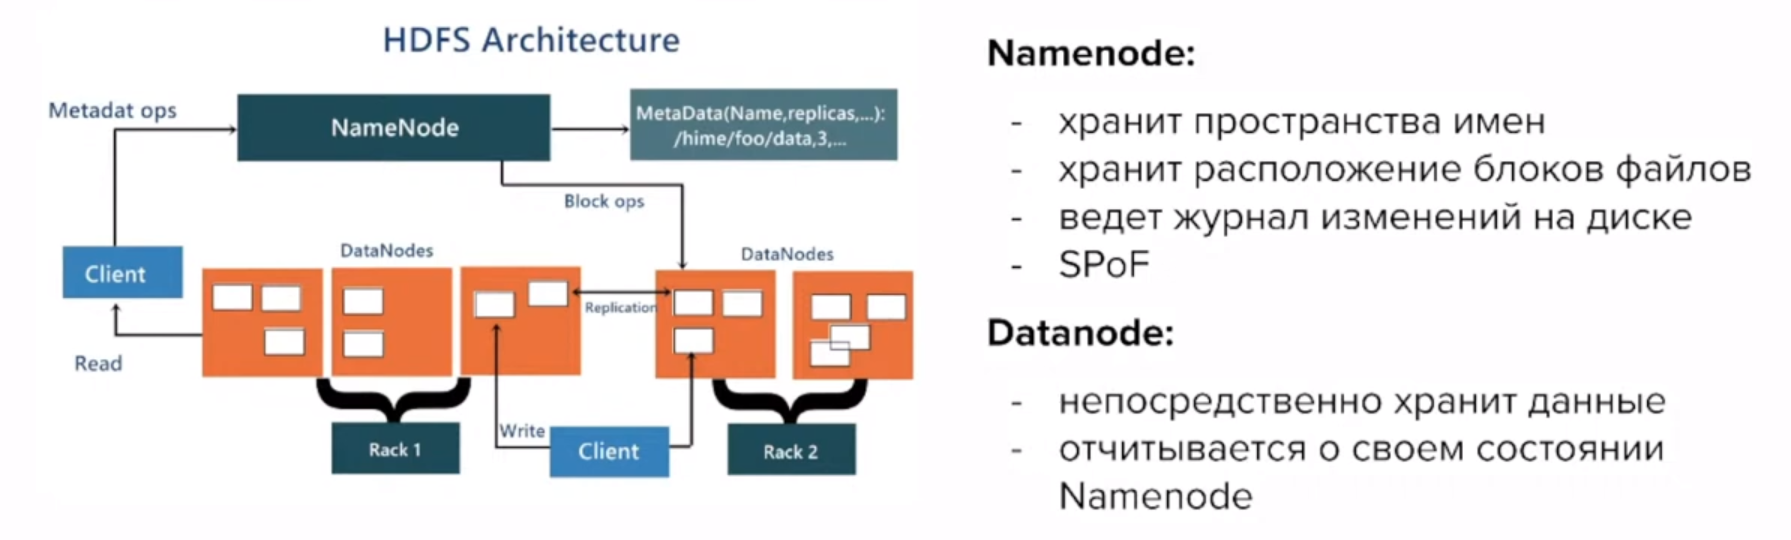 HDFS Architecture
Metadat ops
NameNode
MetaData(Name,replicas,...):
/hime/foo/data,3,...
Block ops
Client
DataNodes
DataNodes
Replication
Read
Write
Rack 1
Client
Rack 2
Namenode:
- хранит пространства имен
- хранит расположение блоков файлов
- ведет журнал изменений на диске
- SPoF
Datanode:
- непосредственно хранит данные
- отчитывается о своем состоянии
Namenode